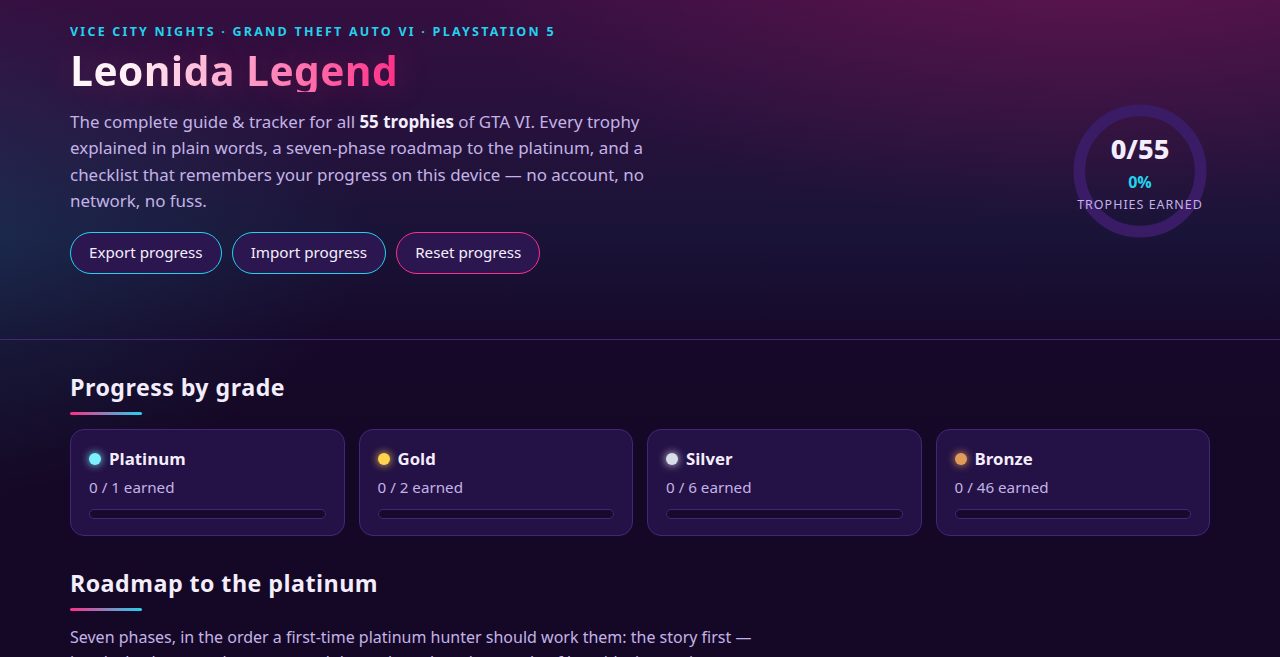 VICE CITY NIGHTS · GRAND THEFT AUTO VI · PLAYSTATION 5
Leonida Legend
The complete guide & tracker for all 55 trophies of GTA VI. Every trophy
explained in plain words, a seven-phase roadmap to the platinum, and a
checklist that remembers your progress on this device — no account, no
network, no fuss.
Export progress
Import progress
Reset progress
0/55
0%
TROPHIES EARNED
Progress by grade
Platinum
0 / 1 earned
Gold
0 / 2 earned
Silver
0 / 6 earned
Bronze
0 / 46 earned
Roadmap to the platinum
Seven phases, in the order a first-time platinum hunter should work them: the story first —